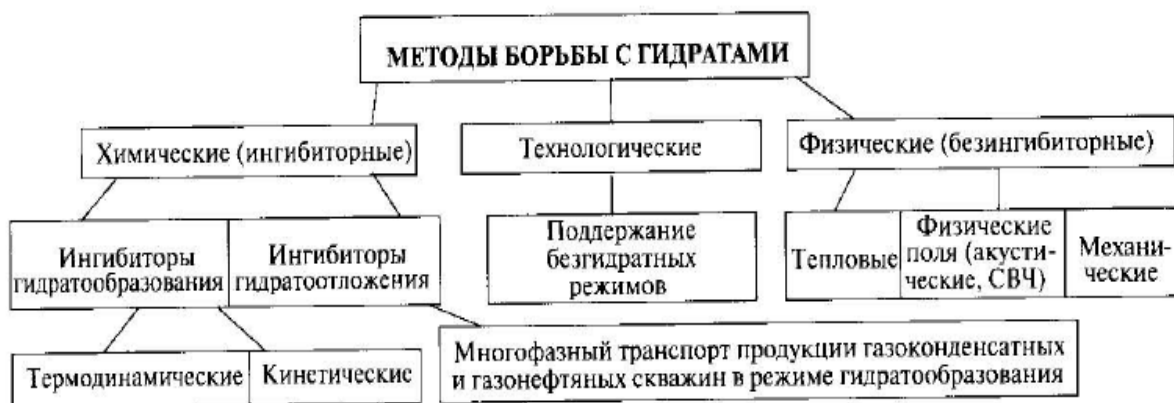 МЕТОДЫ БОРЬБЫ С ГИДРАТАМИ
Химические (ингибиторные)
Технологические
Физические (безингибиторные)
Ингибиторы
гидратообразования
Ингибиторы
гидратоотложения
Поддержание
безгидратных
режимов
Тепловые
Физические
поля (акусти-
ческие, СВЧ)
Механи-
ческие
Термодинамические
Кинетические
Многофазный транспорт продукции газоконденсатных
и газонефтяных скважин в режиме гидратообразования